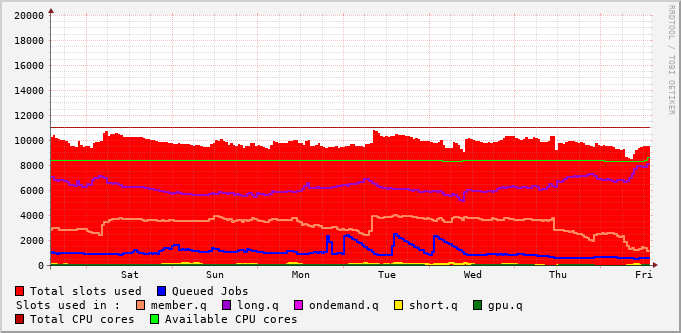 20000
18000
16000
14000
12000
10000
8000
6000
4000
2000
0
Sat Sun Mon Tue Wed Thu Fri
Total slots used Queued Jobs
Slots used in : member.q long.q ondemand.q short.q gpu.q
Total CPU cores Available CPU cores
RRDTOOL / TOBI OETIKER